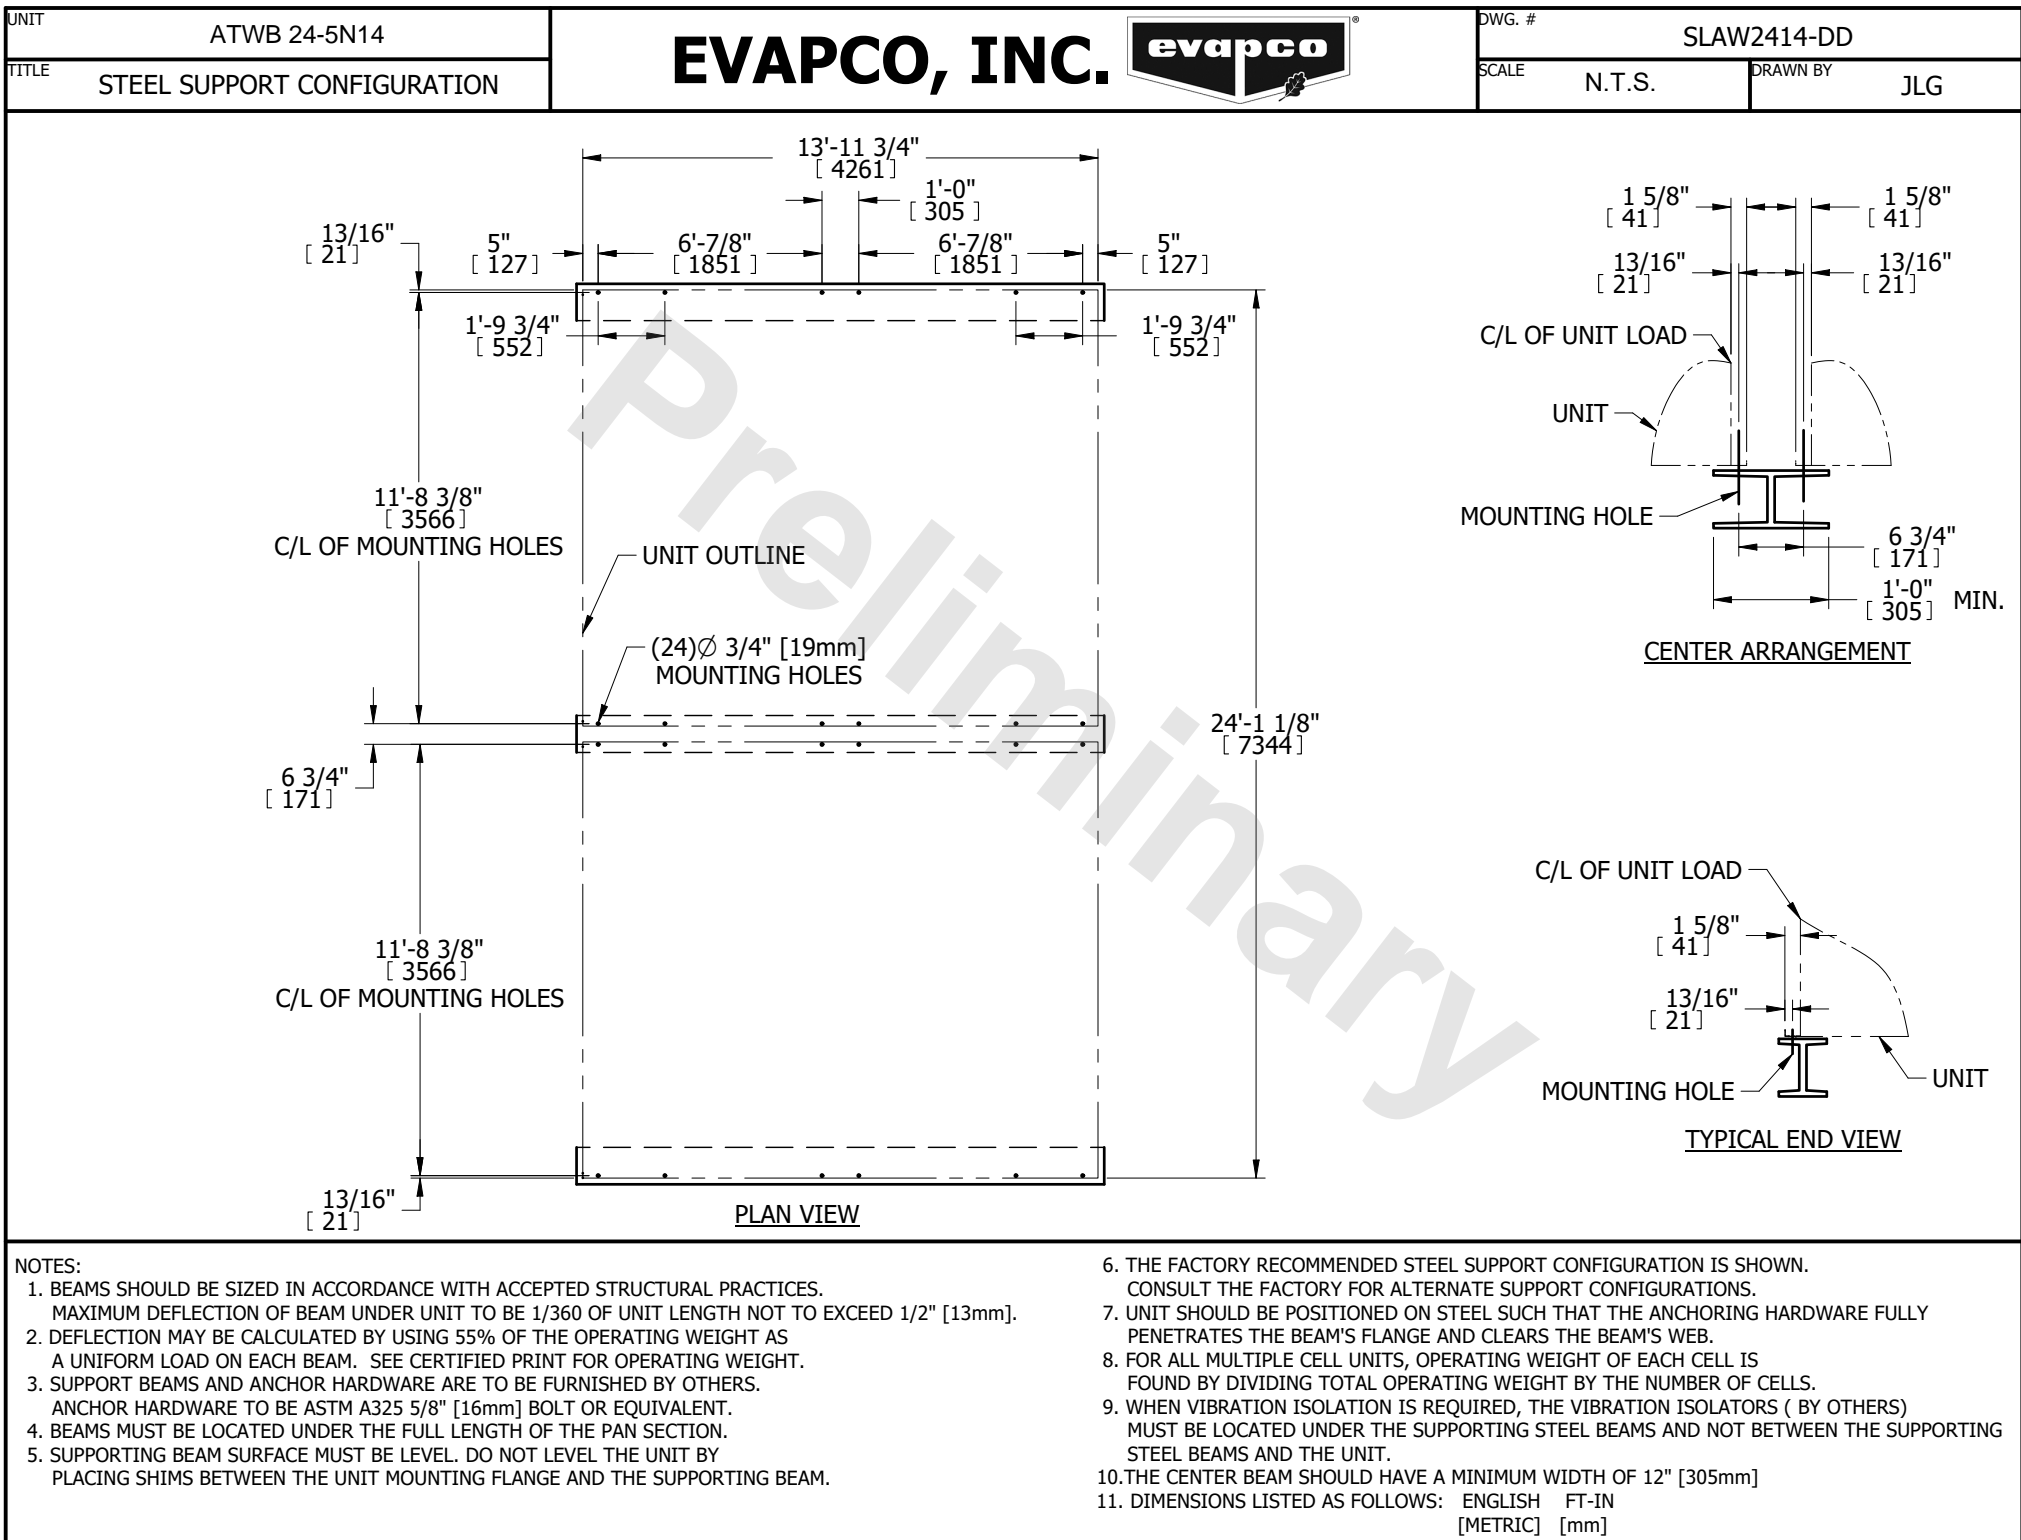 UNIT
ATWB 24-5N14
TITLE
STEEL SUPPORT CONFIGURATION
EVAPCO, INC.
evapco
®
DWG. #
SLAW2414-DD
SCALE
N.T.S.
DRAWN BY
JLG
13'-11 3/4"
[ 4261]
1'-0"
[ 305 ]
13/16"
[ 21]
5"
[ 127]
6'-7/8"
[ 1851 ]
6'-7/8"
[ 1851 ]
5"
[ 127]
1'-9 3/4"
[ 552]
1'-9 3/4"
[ 552]
11'-8 3/8"
[ 3566]
C/L OF MOUNTING HOLES
UNIT OUTLINE
(24)∅ 3/4" [19mm]
MOUNTING HOLES
6 3/4"
[ 171]
24'-1 1/8"
[ 7344]
11'-8 3/8"
[ 3566]
C/L OF MOUNTING HOLES
13/16"
[ 21]
PLAN VIEW
Preliminary
1 5/8"
[ 41]
1 5/8"
[ 41]
13/16"
[ 21]
13/16"
[ 21]
C/L OF UNIT LOAD
UNIT
MOUNTING HOLE
6 3/4"
[ 171]
1'-0"
[ 305] MIN.
CENTER ARRANGEMENT
C/L OF UNIT LOAD
1 5/8"
[ 41]
13/16"
[ 21]
MOUNTING HOLE
UNIT
TYPICAL END VIEW
NOTES:
1. BEAMS SHOULD BE SIZED IN ACCORDANCE WITH ACCEPTED STRUCTURAL PRACTICES.
MAXIMUM DEFLECTION OF BEAM UNDER UNIT TO BE 1/360 OF UNIT LENGTH NOT TO EXCEED 1/2" [13mm].
2. DEFLECTION MAY BE CALCULATED BY USING 55% OF THE OPERATING WEIGHT AS
A UNIFORM LOAD ON EACH BEAM. SEE CERTIFIED PRINT FOR OPERATING WEIGHT.
3. SUPPORT BEAMS AND ANCHOR HARDWARE ARE TO BE FURNISHED BY OTHERS.
ANCHOR HARDWARE TO BE ASTM A325 5/8" [16mm] BOLT OR EQUIVALENT.
4. BEAMS MUST BE LOCATED UNDER THE FULL LENGTH OF THE PAN SECTION.
5. SUPPORTING BEAM SURFACE MUST BE LEVEL. DO NOT LEVEL THE UNIT BY
PLACING SHIMS BETWEEN THE UNIT MOUNTING FLANGE AND THE SUPPORTING BEAM.
6. THE FACTORY RECOMMENDED STEEL SUPPORT CONFIGURATION IS SHOWN.
CONSULT THE FACTORY FOR ALTERNATE SUPPORT CONFIGURATIONS.
7. UNIT SHOULD BE POSITIONED ON STEEL SUCH THAT THE ANCHORING HARDWARE FULLY
PENETRATES THE BEAM'S FLANGE AND CLEARS THE BEAM'S WEB.
8. FOR ALL MULTIPLE CELL UNITS, OPERATING WEIGHT OF EACH CELL IS
FOUND BY DIVIDING TOTAL OPERATING WEIGHT BY THE NUMBER OF CELLS.
9. WHEN VIBRATION ISOLATION IS REQUIRED, THE VIBRATION ISOLATORS ( BY OTHERS)
MUST BE LOCATED UNDER THE SUPPORTING STEEL BEAMS AND NOT BETWEEN THE SUPPORTING
STEEL BEAMS AND THE UNIT.
10.THE CENTER BEAM SHOULD HAVE A MINIMUM WIDTH OF 12" [305mm]
11. DIMENSIONS LISTED AS FOLLOWS: ENGLISH FT-IN
[METRIC] [mm]